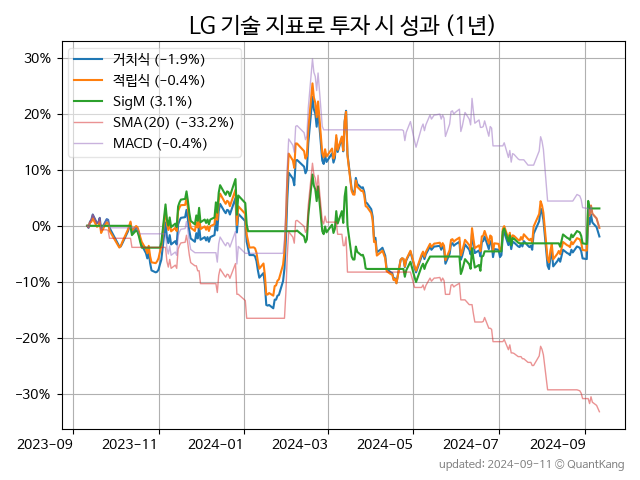 LG 기술 지표로 투자 시 성과 (1년)
30%
20%
10%
0%
−10%
−20%
−30%
거치식 (−1.9%)
적립식 (−0.4%)
SigM (3.1%)
SMA(20) (−33.2%)
MACD (−0.4%)
2023-09
2023-11
2024-01
2024-03
2024-05
2024-07
2024-09
updated: 2024-09-11 ⓒ QuantKang